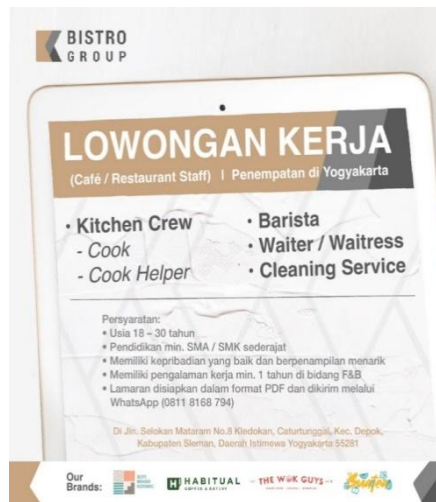 BISTRO
GROUP
LOWONGAN KERJA
(Café / Restaurant Staff) | Penempatan di Yogyakarta
• Kitchen Crew
- Cook
- Cook Helper
• Barista
• Waiter / Waitress
• Cleaning Service
Persyaratan:
• Usia 18 – 30 tahun
• Pendidikan min. SMA / SMK sederajat
• Memiliki kepribadian yang baik dan berpenampilan menarik
• Memiliki pengalaman kerja min. 1 tahun di bidang F&B
• Lamaran disiapkan dalam format PDF dan dikirim melalui
WhatsApp (0811 8168 794)
Di Jln. Selokan Mataram No.8 Kledokan, Caturtunggal, Kec. Depok,
Kabupaten Sleman, Daerah Istimewa Yogyakarta 55281
Our
Brands:
HABITUAL
THE WOK GUYS